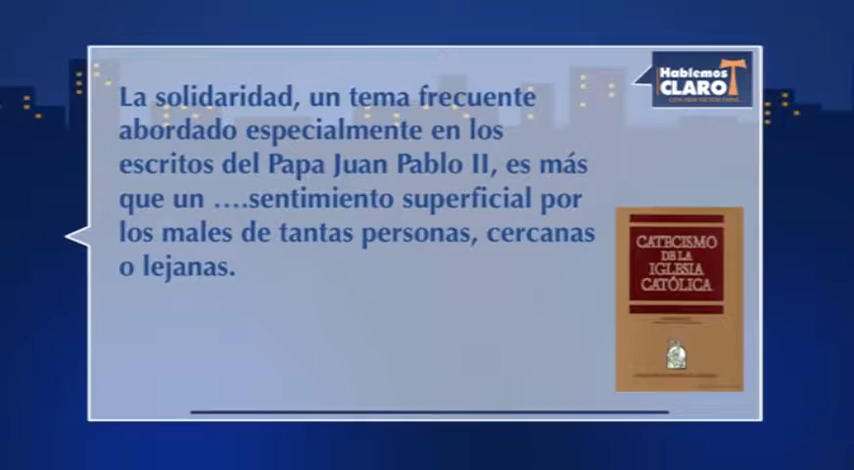 Hablemos
CLARO
La solidaridad, un tema frecuente
abordado especialmente en los
escritos del Papa Juan Pablo II, es más
que un ....sentimiento superficial por
los males de tantas personas, cercanas
o lejanas.
CATECISMO
DE LA
IGLESIA
CATÓLICA